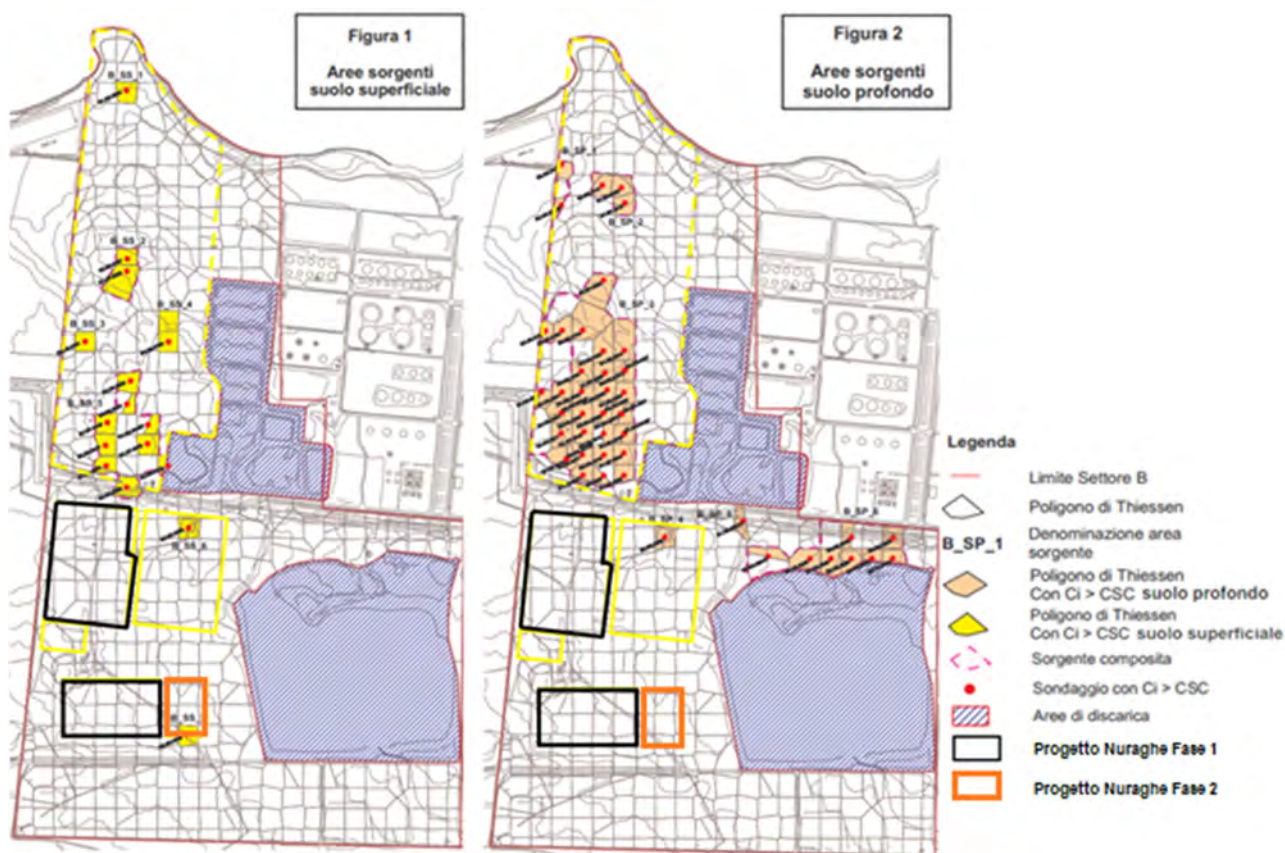 Figura 1
Aree sorgenti
suolo superficiale
Figura 2
Aree sorgenti
suolo profondo
B_SS_1
B_SS_2
B_SS_4
B_SS_3
B_SS_5
B_SS_6
B_SS_
B_SP_1
B_SP_2
B_SP_3
B_SP_4
B_SP_5
B_SP_6
Legenda
Limite Settore B
Poligono di Thiessen
B_SP_1
Denominazione area
sorgente
Poligono di Thiessen
Con Ci > CSC suolo profondo
Poligono di Thiessen
Con Ci > CSC suolo superficiale
Sorgente composita
Sondaggio con Ci > CSC
Aree di discarica
Progetto Nuraghe Fase 1
Progetto Nuraghe Fase 2